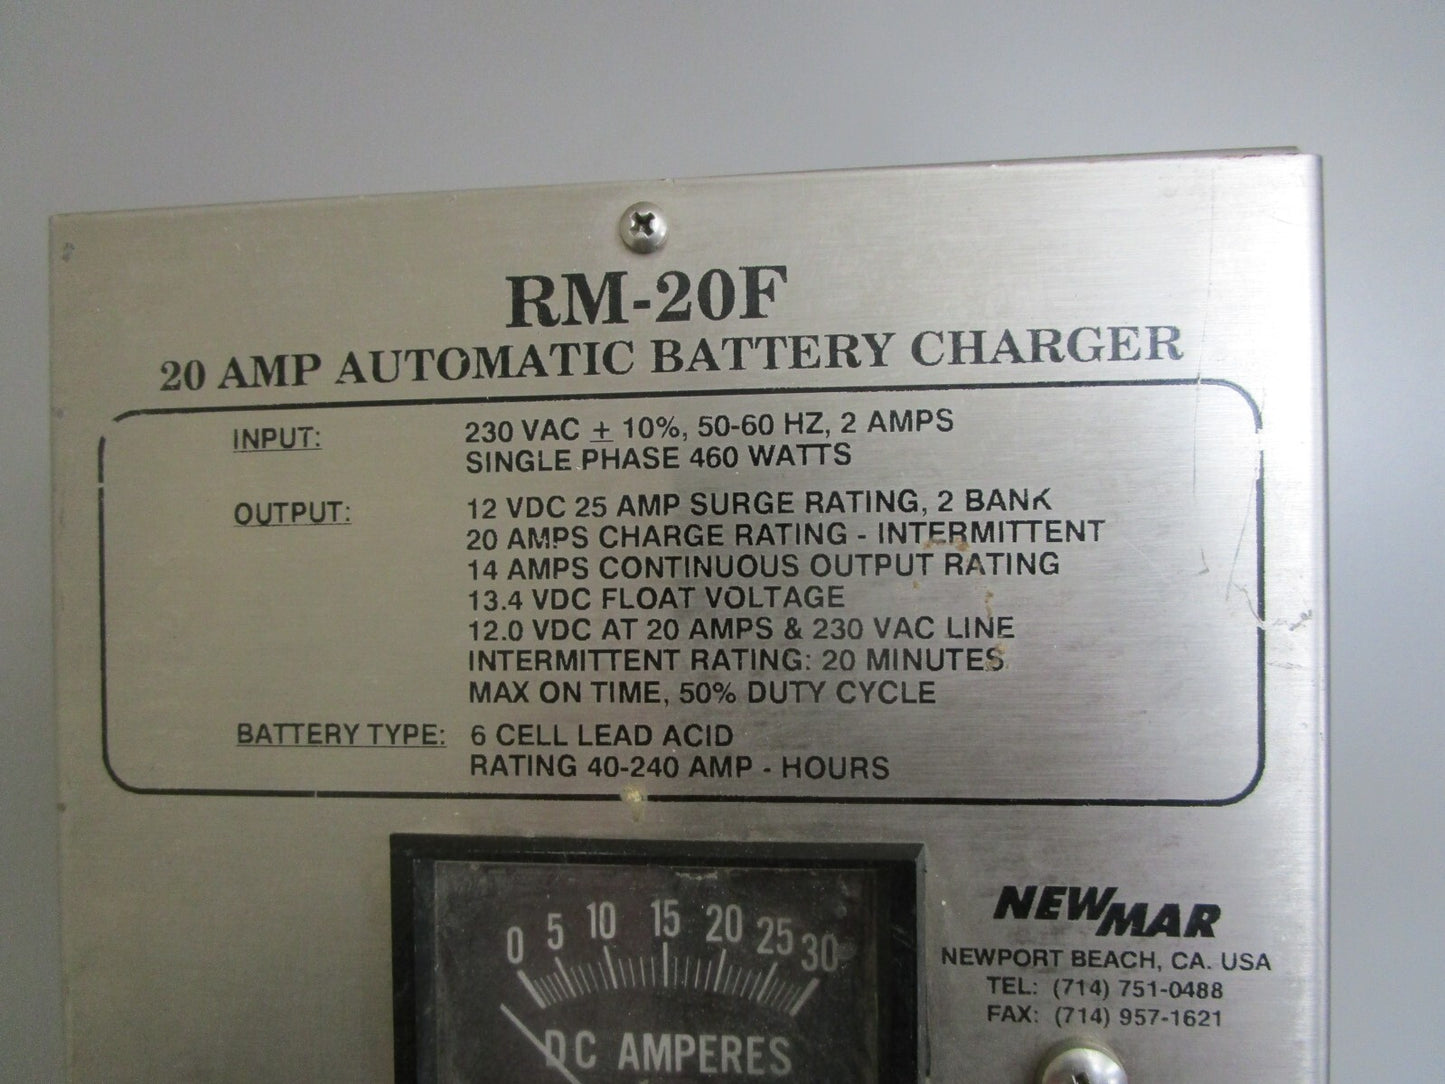 RM-20F
20 AMP AUTOMATIC BATTERY CHARGER
INPUT: 230 VAC ± 10%, 50-60 HZ, 2 AMPS
SINGLE PHASE 460 WATTS
OUTPUT: 12 VDC 25 AMP SURGE RATING, 2 BANK
20 AMPS CHARGE RATING - INTERMITTENT
14 AMPS CONTINUOUS OUTPUT RATING
13.4 VDC FLOAT VOLTAGE
12.0 VDC AT 20 AMPS & 230 VAC LINE
INTERMITTENT RATING: 20 MINUTES
MAX ON TIME, 50% DUTY CYCLE
BATTERY TYPE: 6 CELL LEAD ACID
RATING 40-240 AMP - HOURS
0 5 10 15 20 25 30
DC AMPERES
NEWMAR
NEWPORT BEACH, CA. USA
TEL: (714) 751-0488
FAX: (714) 957-1621